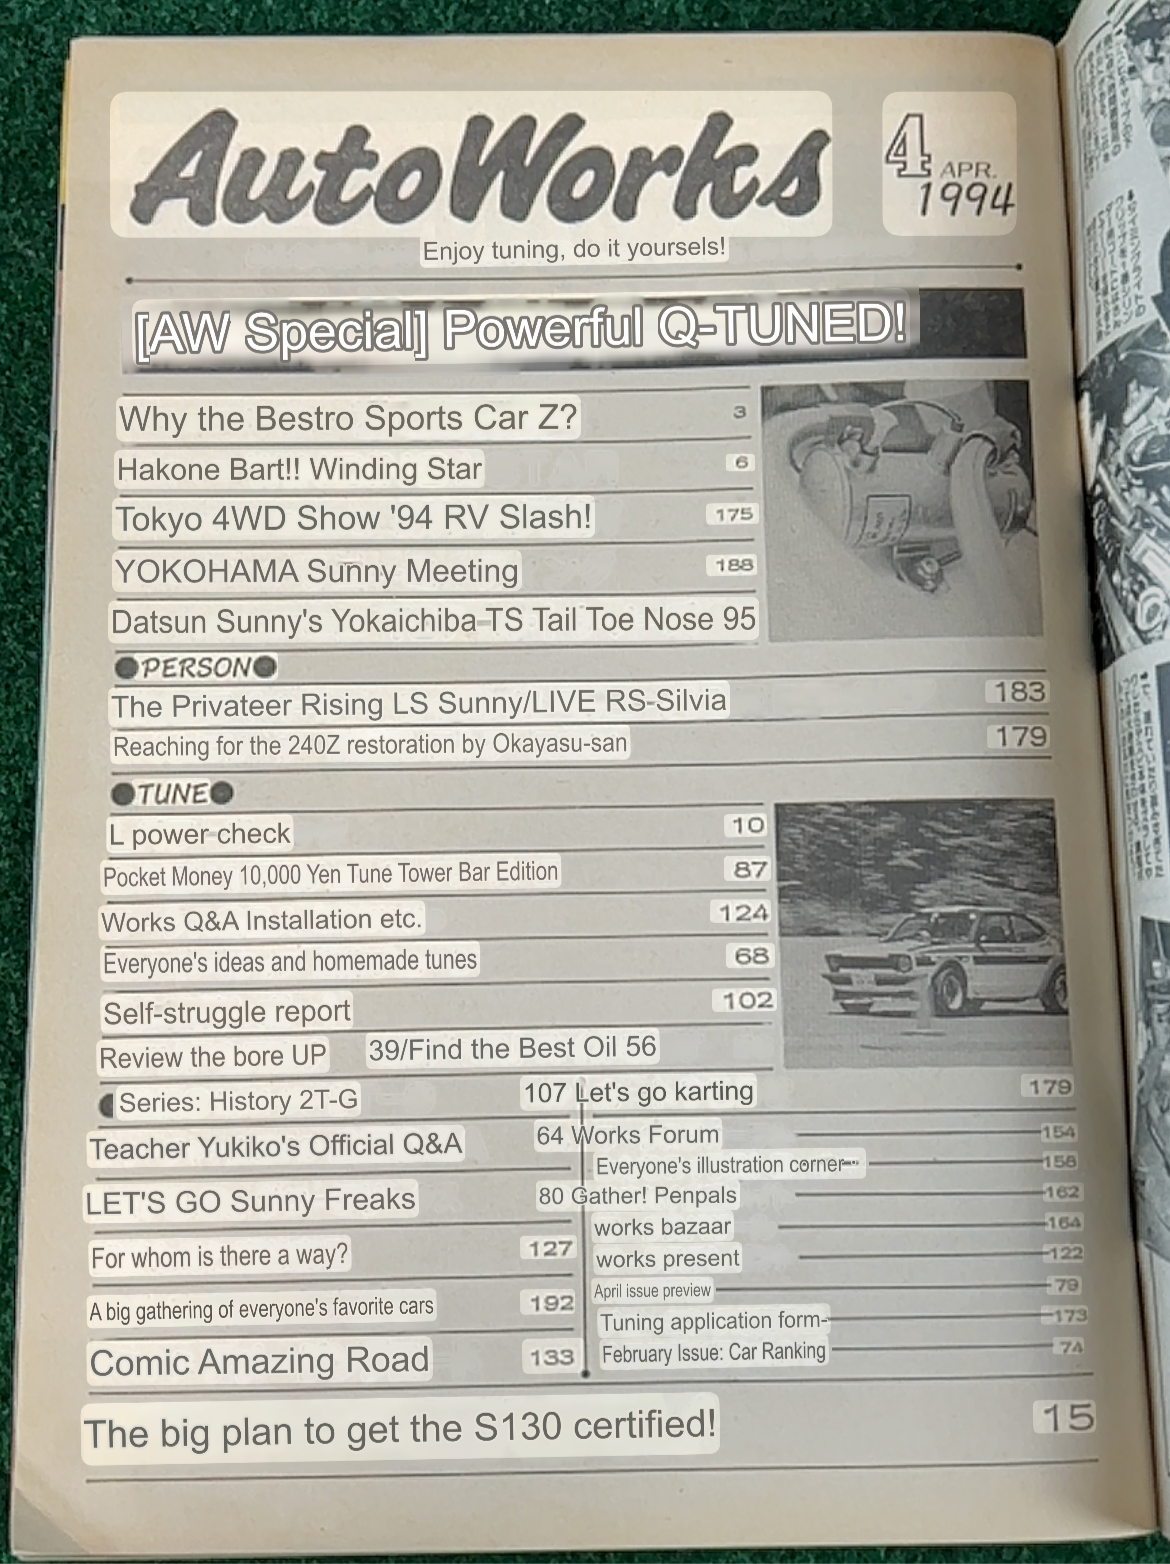 AutoWorks
4 APR. 1994
Enjoy tuning, do it yoursels!
[AW Special] Powerful Q-TUNED!
Why the Bestro Sports Car Z? 3
Hakone Bart!! Winding Star 6
Tokyo 4WD Show '94 RV Slash! 175
YOKOHAMA Sunny Meeting 188
Datsun Sunny's Yokaichiba TS Tail Toe Nose 95
●PERSON●
The Privateer Rising LS Sunny/LIVE RS-Silvia 183
Reaching for the 240Z restoration by Okayasu-san 179
●TUNE●
L power check 10
Pocket Money 10,000 Yen Tune Tower Bar Edition 87
Works Q&A Installation etc. 124
Everyone's ideas and homemade tunes 68
Self-struggle report 102
Review the bore UP 39/Find the Best Oil 56
Series: History 2T-G 107 Let's go karting 179
Teacher Yukiko's Official Q&A 64 Works Forum 154
Everyone's illustration corner 158
LET'S GO Sunny Freaks 80 Gather! Penpals 162
works bazaar 164
For whom is there a way? 127 works present 122
April issue preview 79
A big gathering of everyone's favorite cars 192 Tuning application form- 173
Comic Amazing Road 133 February Issue: Car Ranking 74
The big plan to get the S130 certified! 15